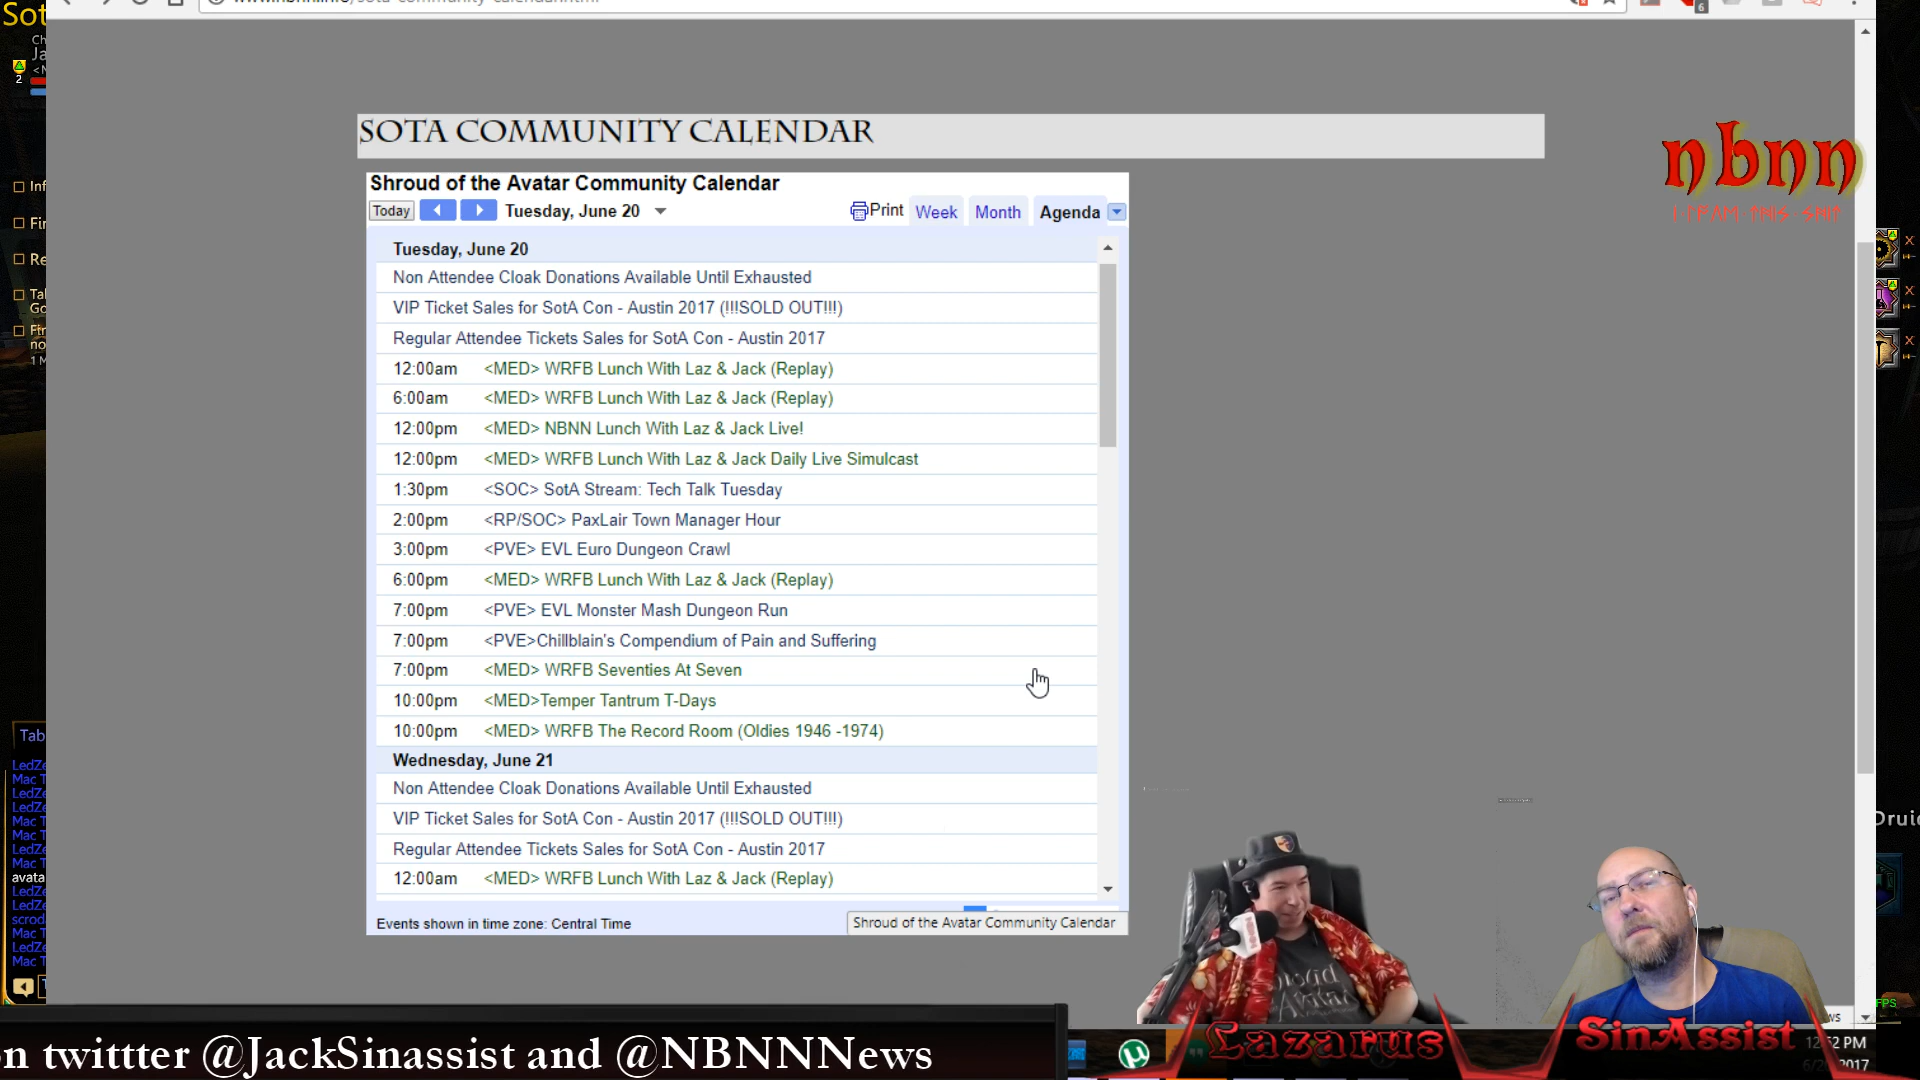 SOTA COMMUNITY CALENDAR
nbnn
Shroud of the Avatar Community Calendar
Today Tuesday, June 20 Print Week Month Agenda
Tuesday, June 20
Non Attendee Cloak Donations Available Until Exhausted
VIP Ticket Sales for SotA Con - Austin 2017 (!!!SOLD OUT!!!)
Regular Attendee Tickets Sales for SotA Con - Austin 2017
12:00am <MED> WRFB Lunch With Laz & Jack (Replay)
6:00am <MED> WRFB Lunch With Laz & Jack (Replay)
12:00pm <MED> NBNN Lunch With Laz & Jack Live!
12:00pm <MED> WRFB Lunch With Laz & Jack Daily Live Simulcast
1:30pm <SOC> SotA Stream: Tech Talk Tuesday
2:00pm <RP/SOC> PaxLair Town Manager Hour
3:00pm <PVE> EVL Euro Dungeon Crawl
6:00pm <MED> WRFB Lunch With Laz & Jack (Replay)
7:00pm <PVE> EVL Monster Mash Dungeon Run
7:00pm <PVE>Chillblain's Compendium of Pain and Suffering
7:00pm <MED> WRFB Seventies At Seven
10:00pm <MED>Temper Tantrum T-Days
10:00pm <MED> WRFB The Record Room (Oldies 1946 -1974)
Wednesday, June 21
Non Attendee Cloak Donations Available Until Exhausted
VIP Ticket Sales for SotA Con - Austin 2017 (!!!SOLD OUT!!!)
Regular Attendee Tickets Sales for SotA Con - Austin 2017
12:00am <MED> WRFB Lunch With Laz & Jack (Replay)
Events shown in time zone: Central Time
Shroud of the Avatar Community Calendar
n twittter @JackSinassist and @NBNNNews
Lazarus
SinAssist